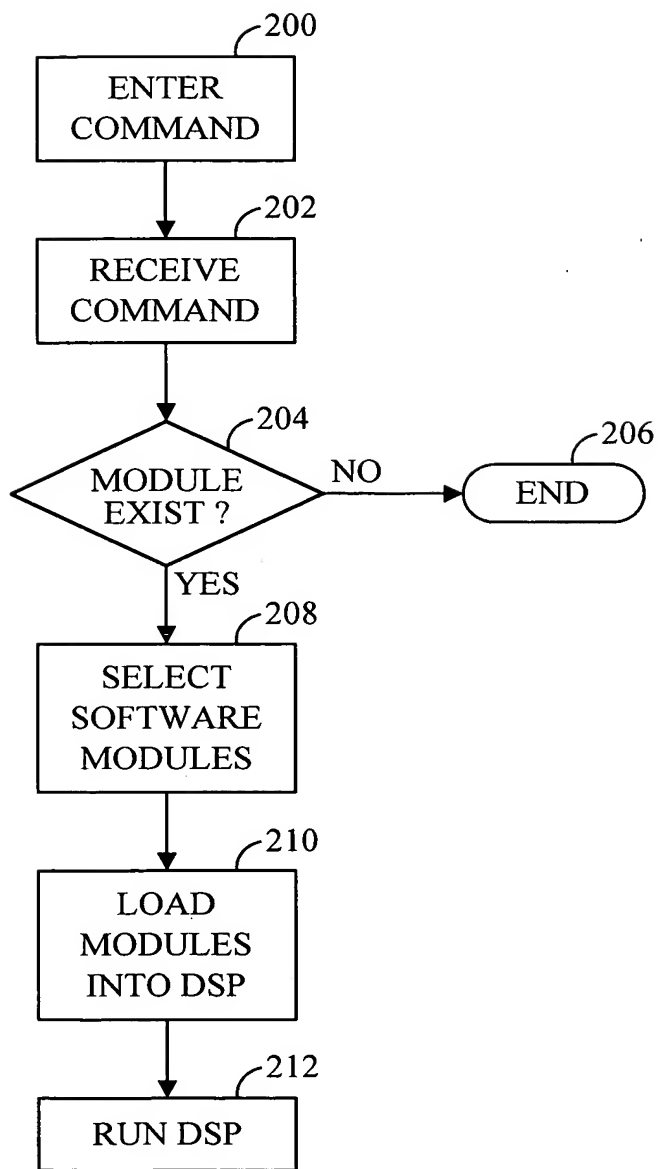 200
ENTER
COMMAND
202
RECEIVE
COMMAND
204
MODULE
EXIST ?
NO
206
END
YES
208
SELECT
SOFTWARE
MODULES
210
LOAD
MODULES
INTO DSP
212
RUN DSP